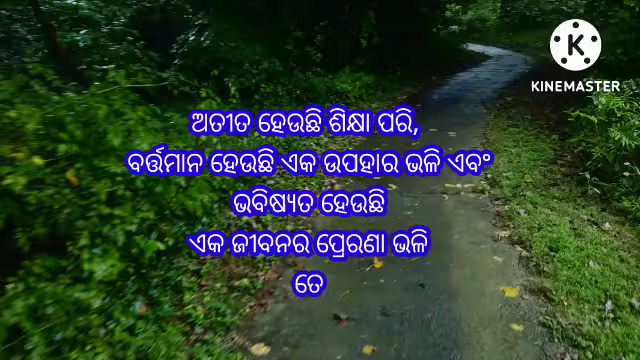 KINEMASTER
ଅତୀତ ହେଉଛି ଶିକ୍ଷା ପରି,
ବର୍ତ୍ତମାନ ହେଉଛି ଏକ ଉପହାର ଭଳି ଏବଂ
ଭବିଷ୍ୟତ ହେଉଛି
ଏକ ଜୀବନର ପ୍ରେରଣା ଭଳି
ତେ